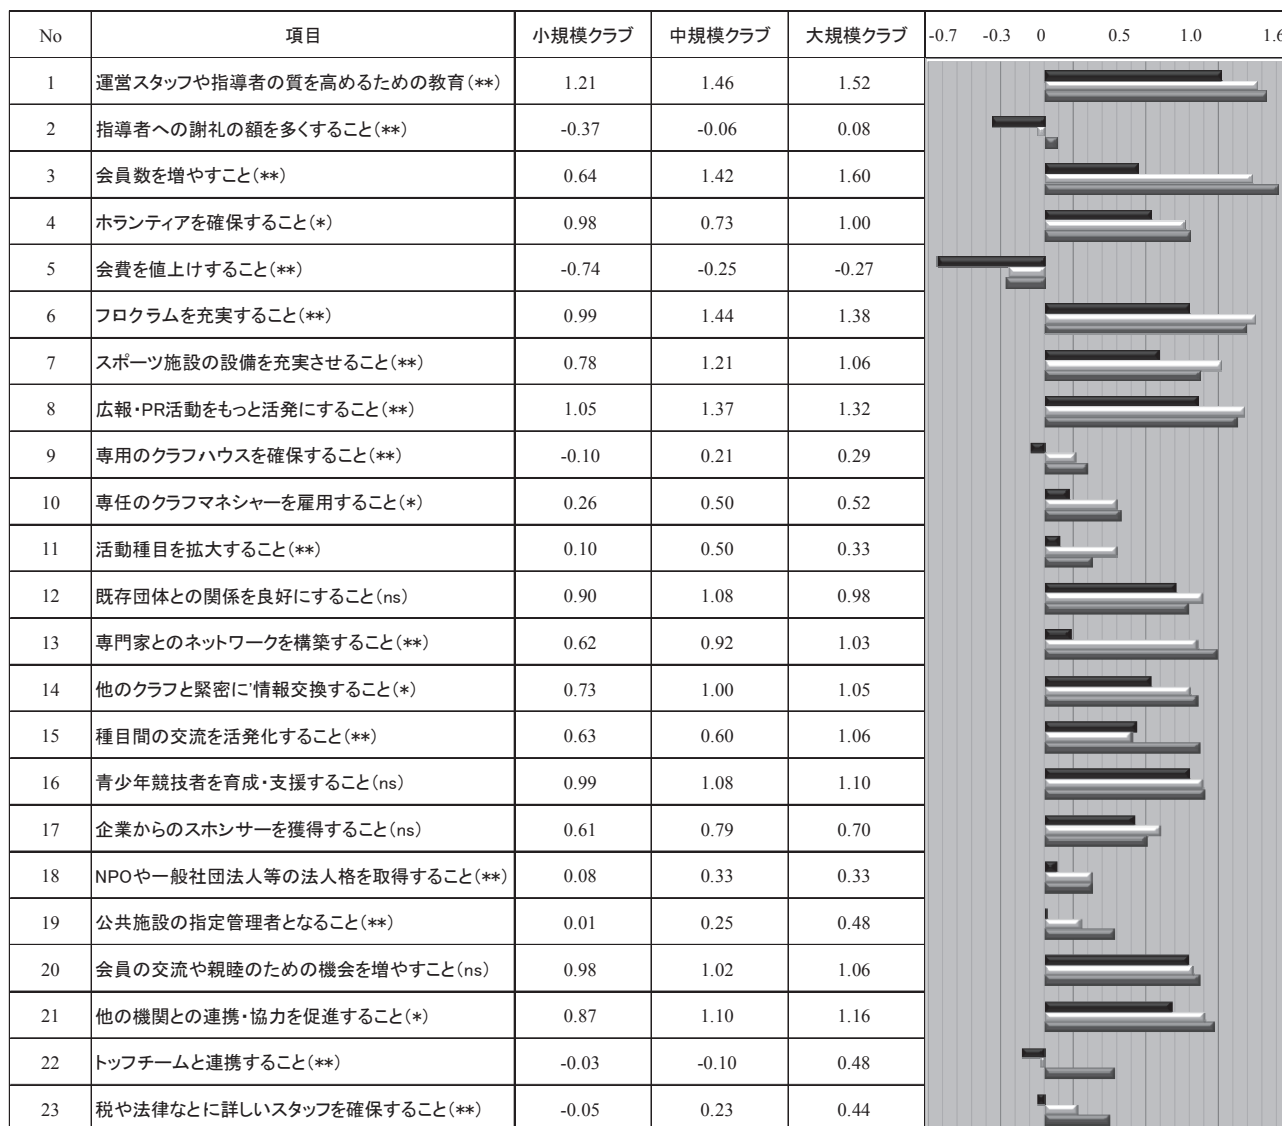 No 項目 小規模クラブ 中規模クラブ 大規模クラブ -0.7 -0.3 0 0.5 1.0 1.6
1 運営スタッフや指導者の質を高めるための教育(**) 1.21 1.46 1.52
2 指導者への謝礼の額を多くすること(**) -0.37 -0.06 0.08
3 会員数を増やすこと(**) 0.64 1.42 1.60
4 ホランティアを確保すること(*) 0.98 0.73 1.00
5 会費を値上けすること(**) -0.74 -0.25 -0.27
6 フロクラムを充実すること(**) 0.99 1.44 1.38
7 スポーツ施設の設備を充実させること(**) 0.78 1.21 1.06
8 広報・PR活動をもっと活発にすること(**) 1.05 1.37 1.32
9 専用のクラフハウスを確保すること(**) -0.10 0.21 0.29
10 専任のクラフマネシャーを雇用すること(*) 0.26 0.50 0.52
11 活動種目を拡大すること(**) 0.10 0.50 0.33
12 既存団体との関係を良好にすること(ns) 0.90 1.08 0.98
13 専門家とのネットワークを構築すること(**) 0.62 0.92 1.03
14 他のクラフと緊密に'情報交換すること(*) 0.73 1.00 1.05
15 種目間の交流を活発化すること(**) 0.63 0.60 1.06
16 青少年競技者を育成・支援すること(ns) 0.99 1.08 1.10
17 企業からのスホシサーを獲得すること(ns) 0.61 0.79 0.70
18 NPOや一般社団法人等の法人格を取得すること(**) 0.08 0.33 0.33
19 公共施設の指定管理者となること(**) 0.01 0.25 0.48
20 会員の交流や親睦のための機会を増やすこと(ns) 0.98 1.02 1.06
21 他の機関との連携・協力を促進すること(*) 0.87 1.10 1.16
22 トッフチームと連携すること(**) -0.03 -0.10 0.48
23 税や法律なとに詳しいスタッフを確保すること(**) -0.05 0.23 0.44